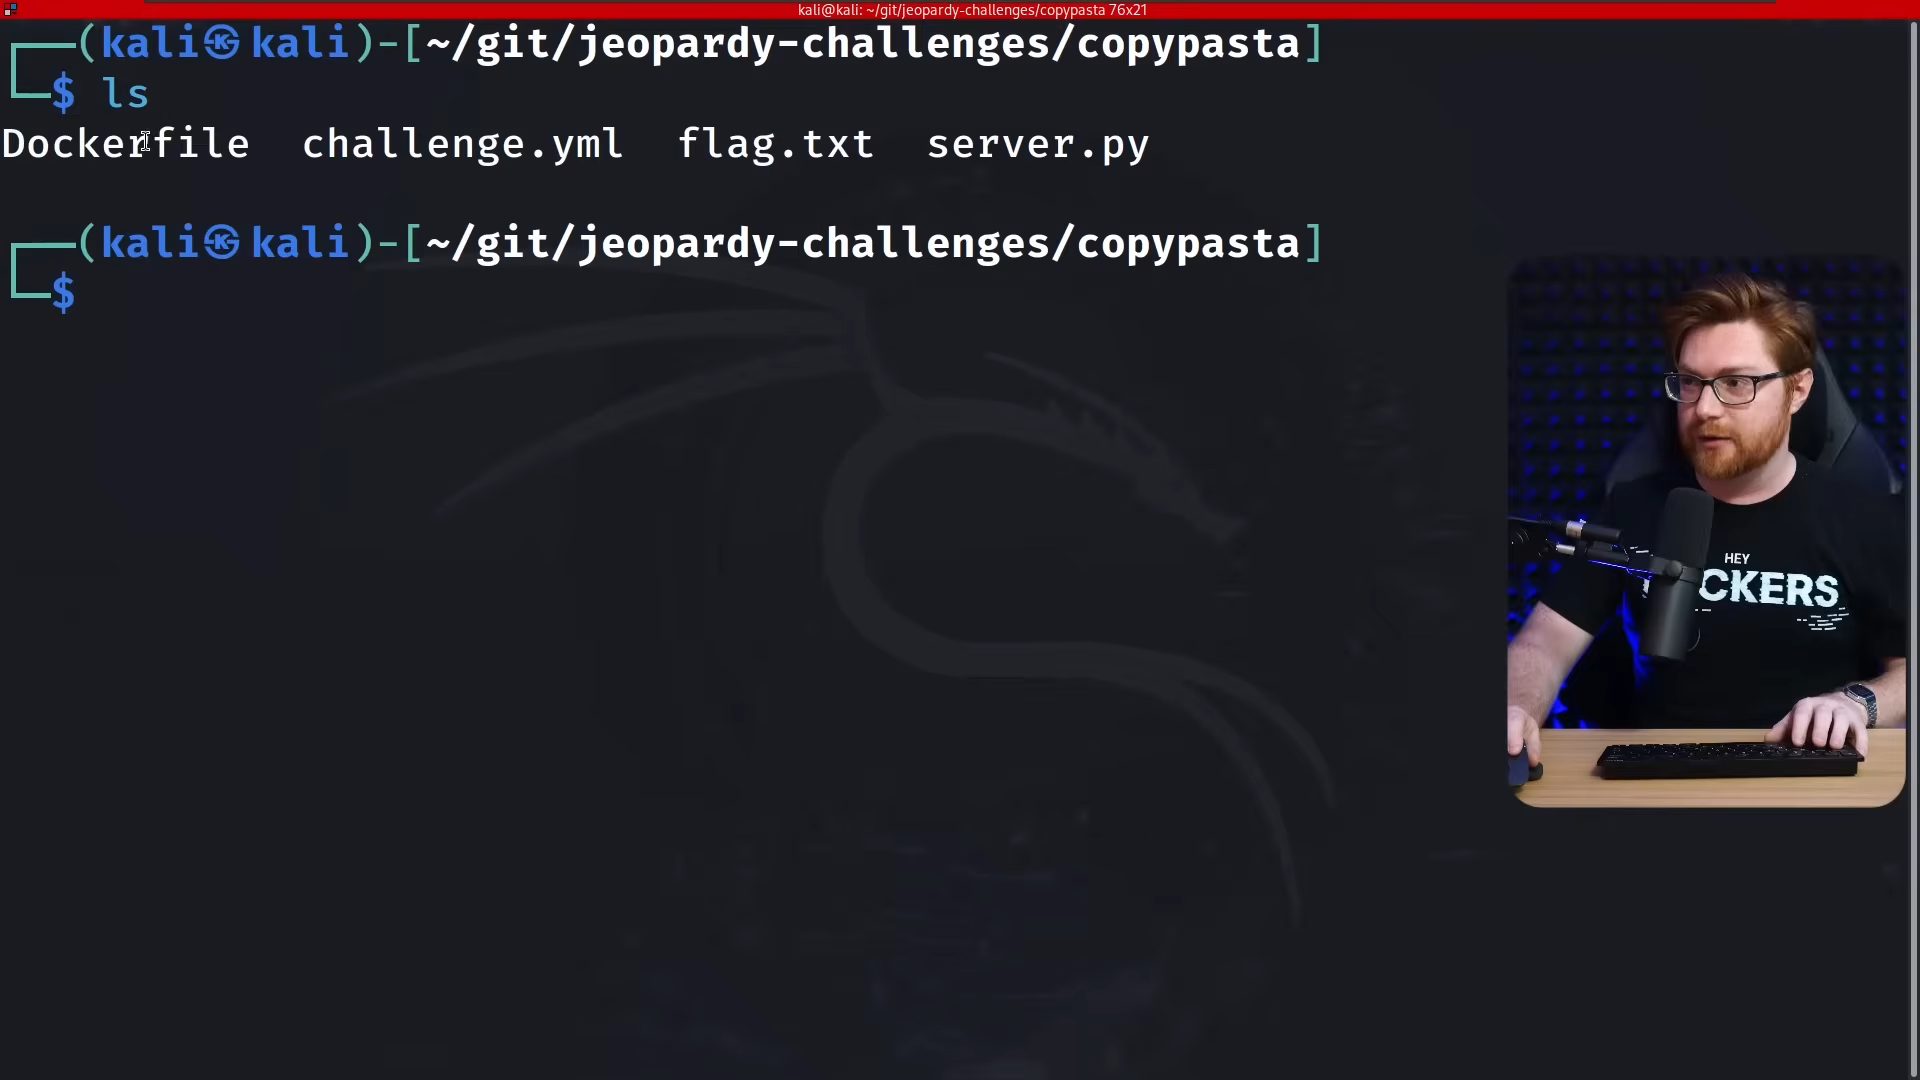 kali@kali: ~/git/jeopardy-challenges/copypasta 76x21
┌──(kali㉿kali)-[~/git/jeopardy-challenges/copypasta]
└─$ ls
Dockerfile  challenge.yml  flag.txt  server.py
┌──(kali㉿kali)-[~/git/jeopardy-challenges/copypasta]
└─$
HEY
CKERS